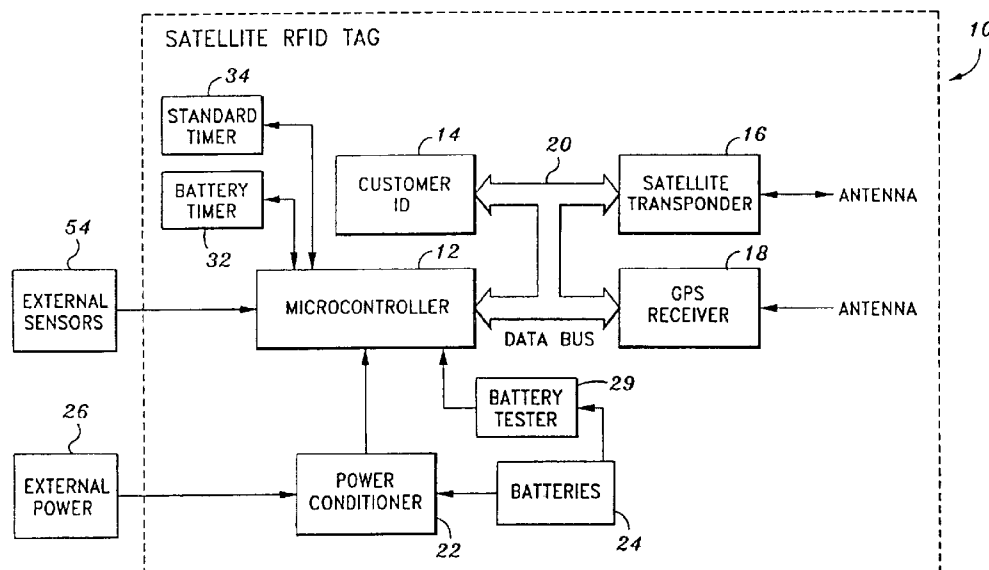 SATELLITE RFID TAG
10
34
STANDARD
TIMER
14
20
16
CUSTOMER
ID
SATELLITE
TRANSPONDER
ANTENNA
BATTERY
TIMER
32
54
12
18
EXTERNAL
SENSORS
MICROCONTROLLER
GPS
RECEIVER
ANTENNA
DATA BUS
29
BATTERY
TESTER
26
EXTERNAL
POWER
POWER
CONDITIONER
BATTERIES
22
24